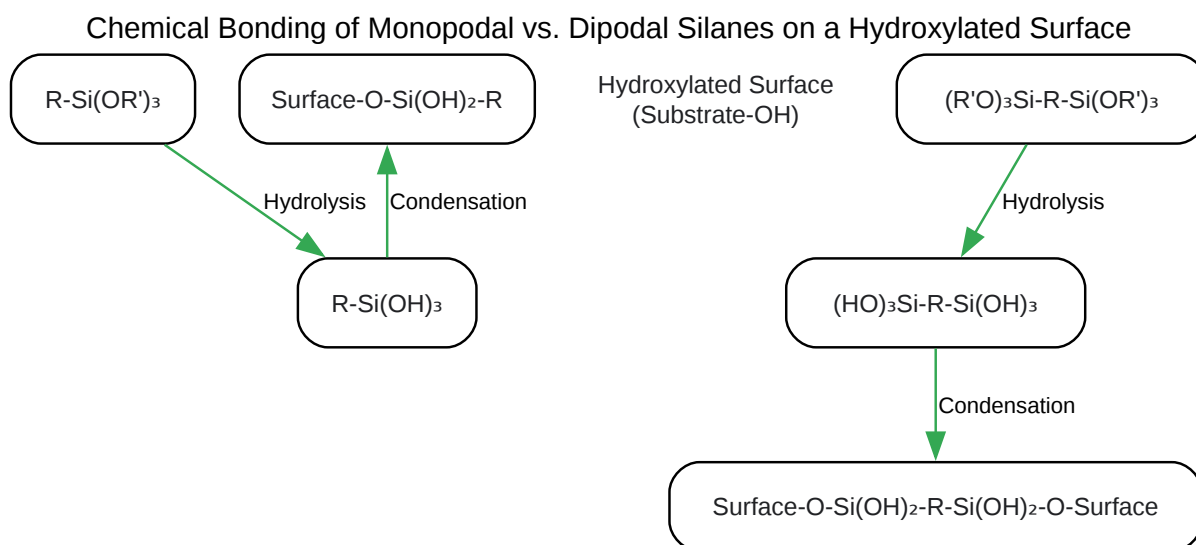 Chemical Bonding of Monopodal vs. Dipodal Silanes on a Hydroxylated Surface
R-Si(OR')₃
Surface-O-Si(OH)₂-R
Hydroxylated Surface
(Substrate-OH)
(R'O)₃Si-R-Si(OR')₃
Hydrolysis
Condensation
Hydrolysis
R-Si(OH)₃
(HO)₃Si-R-Si(OH)₃
Condensation
Surface-O-Si(OH)₂-R-Si(OH)₂-O-Surface